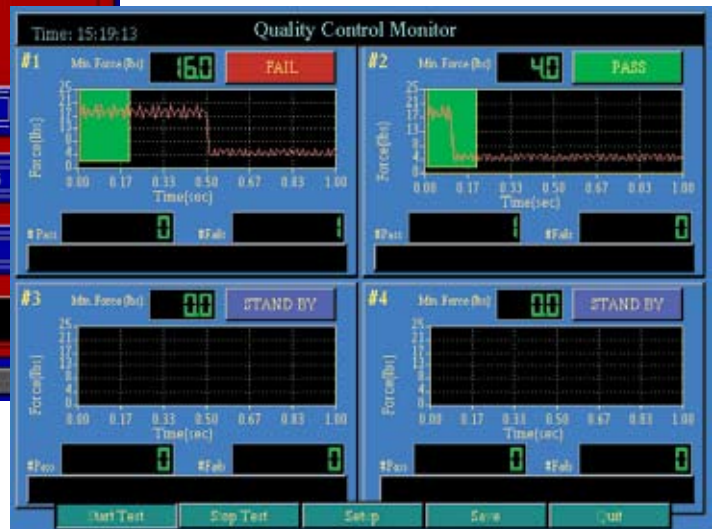 Time: 15:19:13 Quality Control Monitor
#1 Min. Force (lbs) 16.0 FAIL
25
21
17
13
8
4
0
Force(lbs)
0.00 0.17 0.33 0.50 0.67 0.83 1.00
Time(sec)
#Pass 0 #Fails 1
#2 Min. Force (lbs) 4.0 PASS
25
21
17
13
8
4
0
Force(lbs)
0.00 0.17 0.33 0.50 0.67 0.83 1.00
Time(sec)
#Pass 1 #Fails 0
#3 Min. Force (lbs) 0.0 STAND BY
25
21
17
13
8
4
0
Force(lbs)
0.00 0.17 0.33 0.50 0.67 0.83 1.00
Time(sec)
#Pass 0 #Fails 0
#4 Min. Force (lbs) 0.0 STAND BY
25
21
17
13
8
4
0
Force(lbs)
0.00 0.17 0.33 0.50 0.67 0.83 1.00
Time(sec)
#Pass 0 #Fails 0
Start Test Stop Test Setup Save Quit